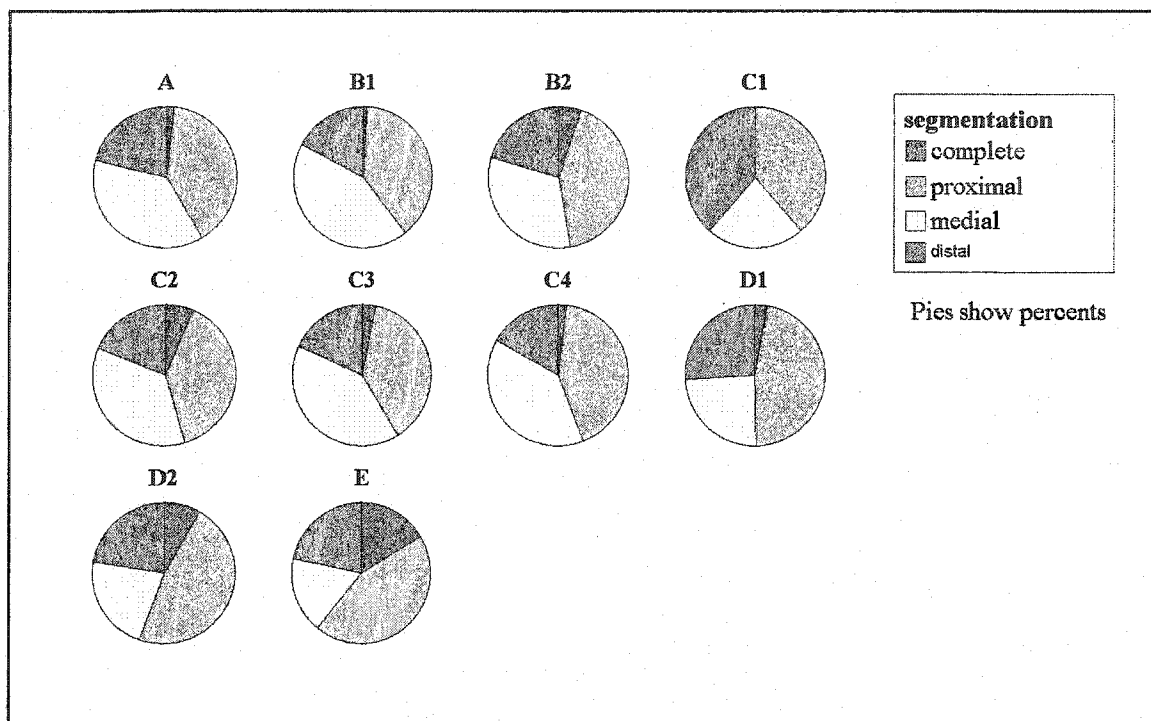 A B1 B2 C1
segmentation
complete
proximal
medial
distal
C2 C3 C4 D1
Pies show percents
D2 E